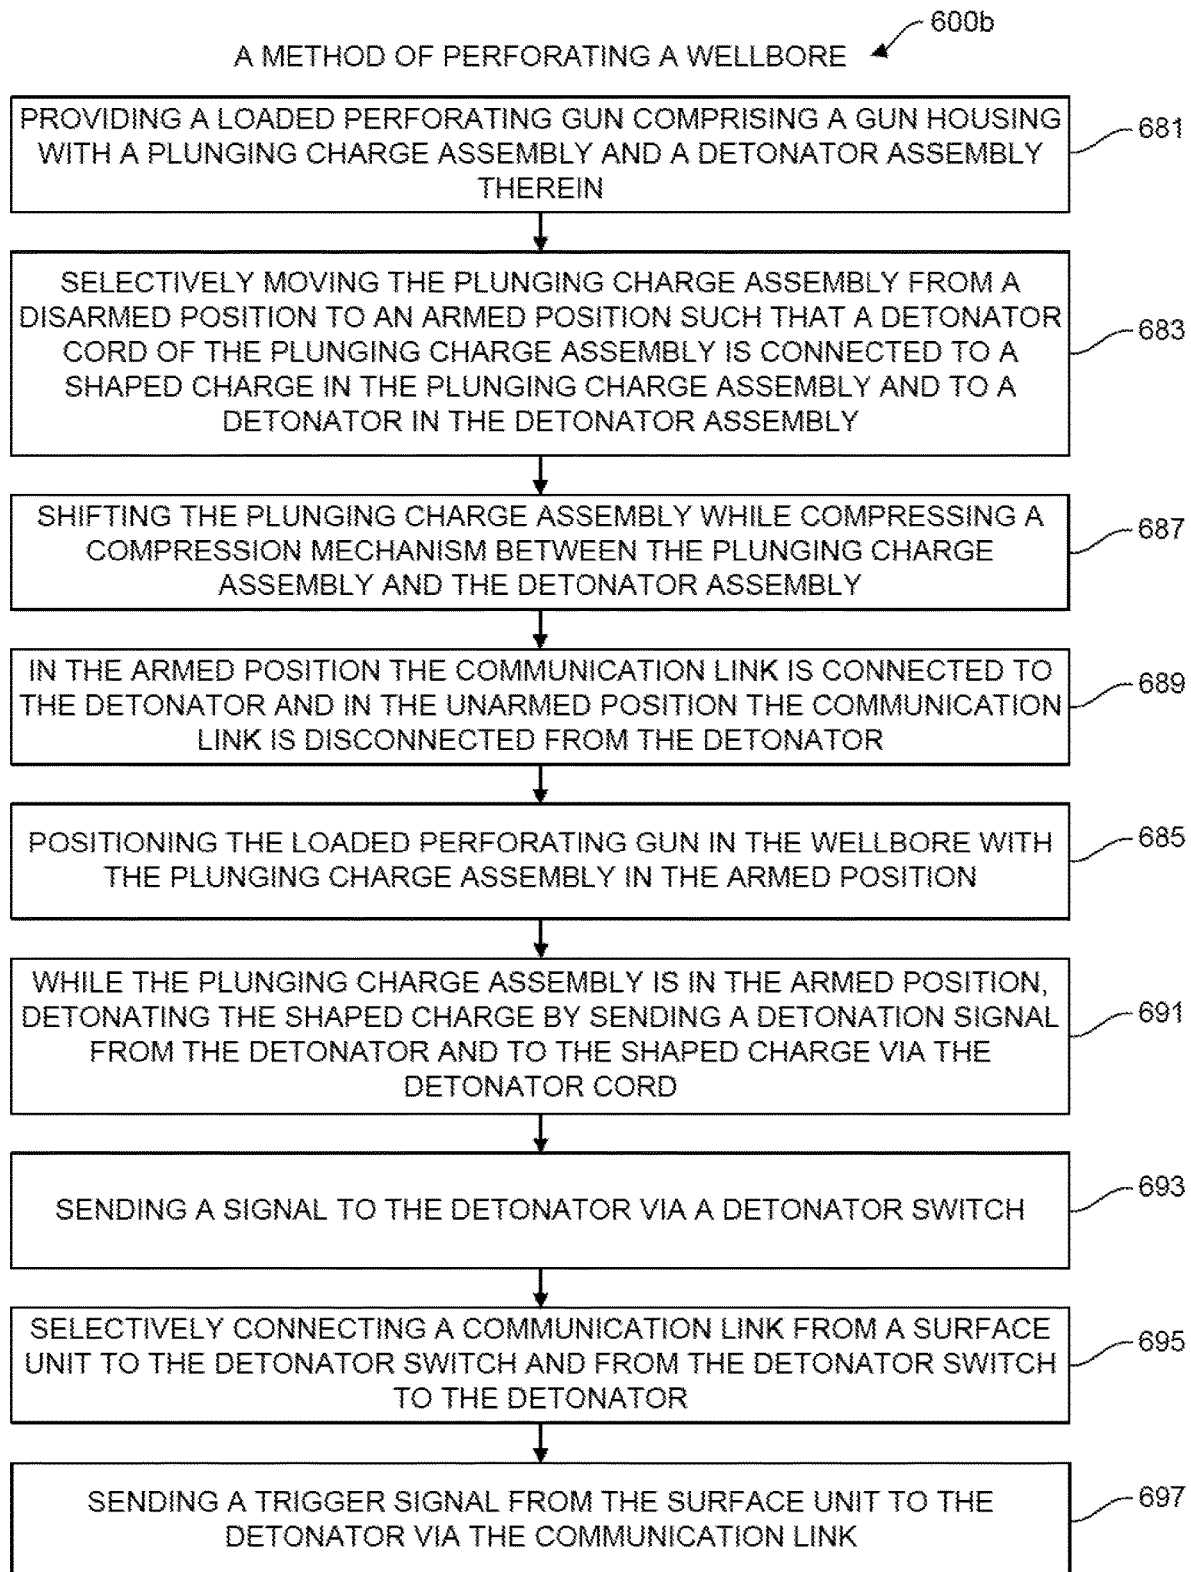 600b
A METHOD OF PERFORATING A WELLBORE
PROVIDING A LOADED PERFORATING GUN COMPRISING A GUN HOUSING
WITH A PLUNGING CHARGE ASSEMBLY AND A DETONATOR ASSEMBLY
THEREIN
681
SELECTIVELY MOVING THE PLUNGING CHARGE ASSEMBLY FROM A
DISARMED POSITION TO AN ARMED POSITION SUCH THAT A DETONATOR
CORD OF THE PLUNGING CHARGE ASSEMBLY IS CONNECTED TO A
SHAPED CHARGE IN THE PLUNGING CHARGE ASSEMBLY AND TO A
DETONATOR IN THE DETONATOR ASSEMBLY
683
SHIFTING THE PLUNGING CHARGE ASSEMBLY WHILE COMPRESSING A
COMPRESSION MECHANISM BETWEEN THE PLUNGING CHARGE
ASSEMBLY AND THE DETONATOR ASSEMBLY
687
IN THE ARMED POSITION THE COMMUNICATION LINK IS CONNECTED TO
THE DETONATOR AND IN THE UNARMED POSITION THE COMMUNICATION
LINK IS DISCONNECTED FROM THE DETONATOR
689
POSITIONING THE LOADED PERFORATING GUN IN THE WELLBORE WITH
THE PLUNGING CHARGE ASSEMBLY IN THE ARMED POSITION
685
WHILE THE PLUNGING CHARGE ASSEMBLY IS IN THE ARMED POSITION,
DETONATING THE SHAPED CHARGE BY SENDING A DETONATION SIGNAL
FROM THE DETONATOR AND TO THE SHAPED CHARGE VIA THE
DETONATOR CORD
691
SENDING A SIGNAL TO THE DETONATOR VIA A DETONATOR SWITCH
693
SELECTIVELY CONNECTING A COMMUNICATION LINK FROM A SURFACE
UNIT TO THE DETONATOR SWITCH AND FROM THE DETONATOR SWITCH
TO THE DETONATOR
695
SENDING A TRIGGER SIGNAL FROM THE SURFACE UNIT TO THE
DETONATOR VIA THE COMMUNICATION LINK
697